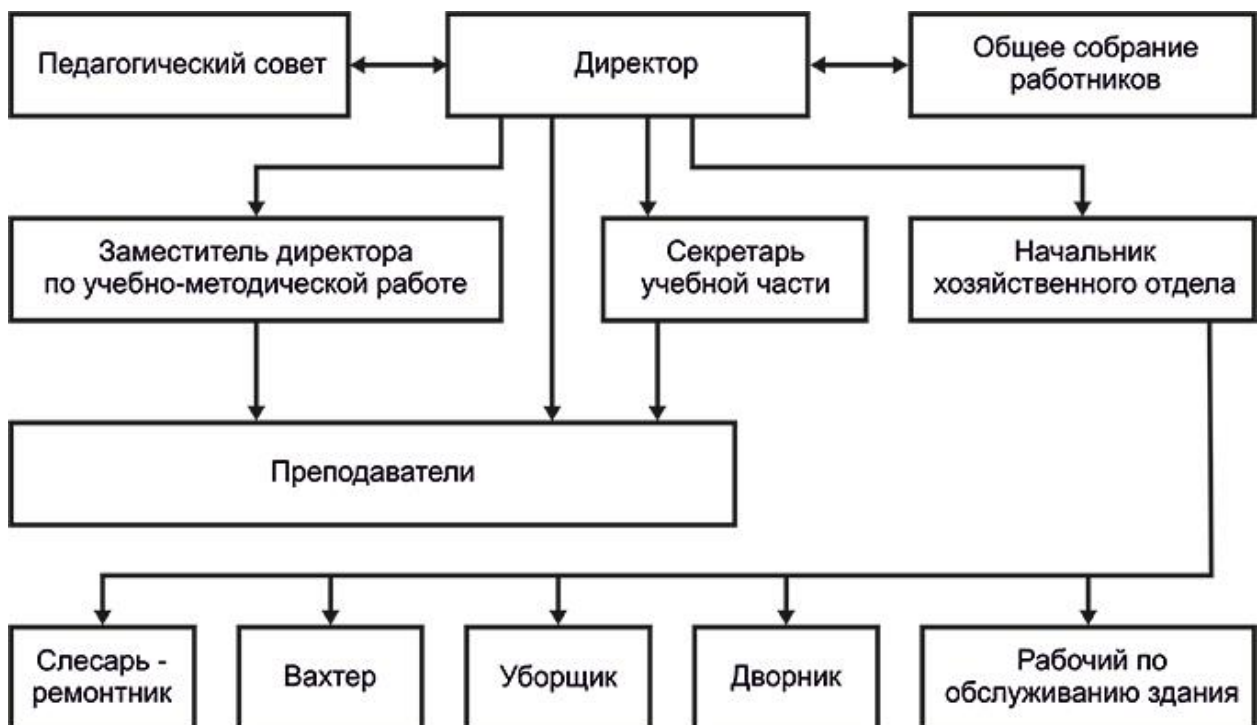 Педагогический совет
Директор
Общее собрание
работников
Заместитель директора
по учебно-методической работе
Секретарь
учебной части
Начальник
хозяйственного отдела
Преподаватели
Слесарь -
ремонтник
Вахтер
Уборщик
Дворник
Рабочий по
обслуживанию здания